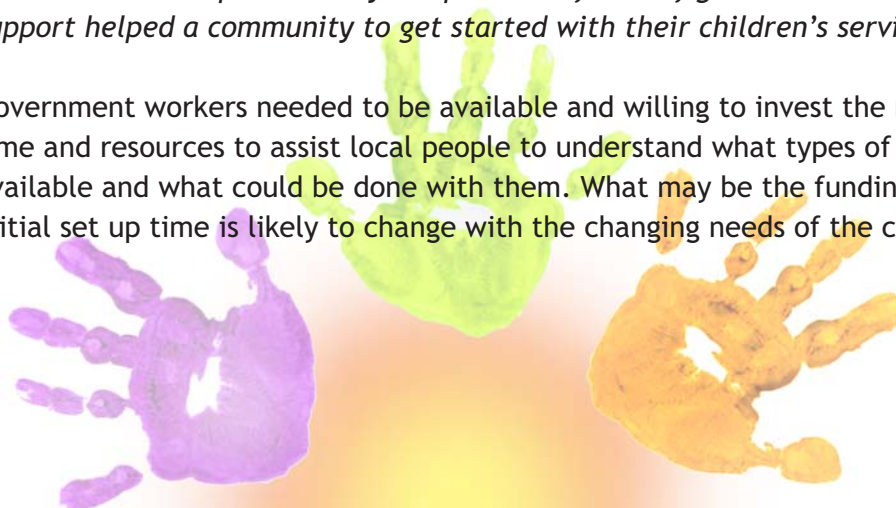 pport helped a community to get started with their children's servi
overnment workers needed to be available and willing to invest the
me and resources to assist local people to understand what types of
vailable and what could be done with them. What may be the fundin
itial set up time is likely to change with the changing needs of the c